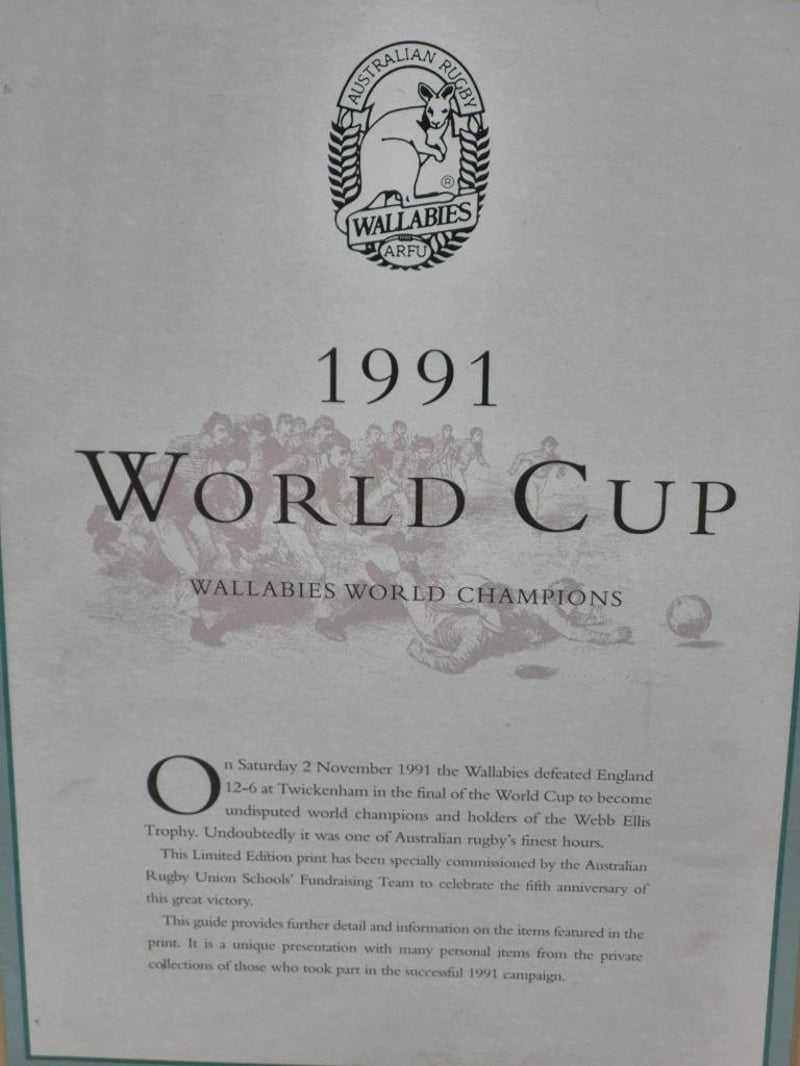 AUSTRALIAN RUGBY
®
WALLABIES
ARFU
1991
WORLD CUP
WALLABIES WORLD CHAMPIONS
On Saturday 2 November 1991 the Wallabies defeated England
12-6 at Twickenham in the final of the World Cup to become
undisputed world champions and holders of the Webb Ellis
Trophy. Undoubtedly it was one of Australian rugby's finest hours.
This Limited Edition print has been specially commissioned by the Australian
Rugby Union Schools' Fundraising Team to celebrate the fifth anniversary of
this great victory.
This guide provides further detail and information on the items featured in the
print. It is a unique presentation with many personal items from the private
collections of those who took part in the successful 1991 campaign.